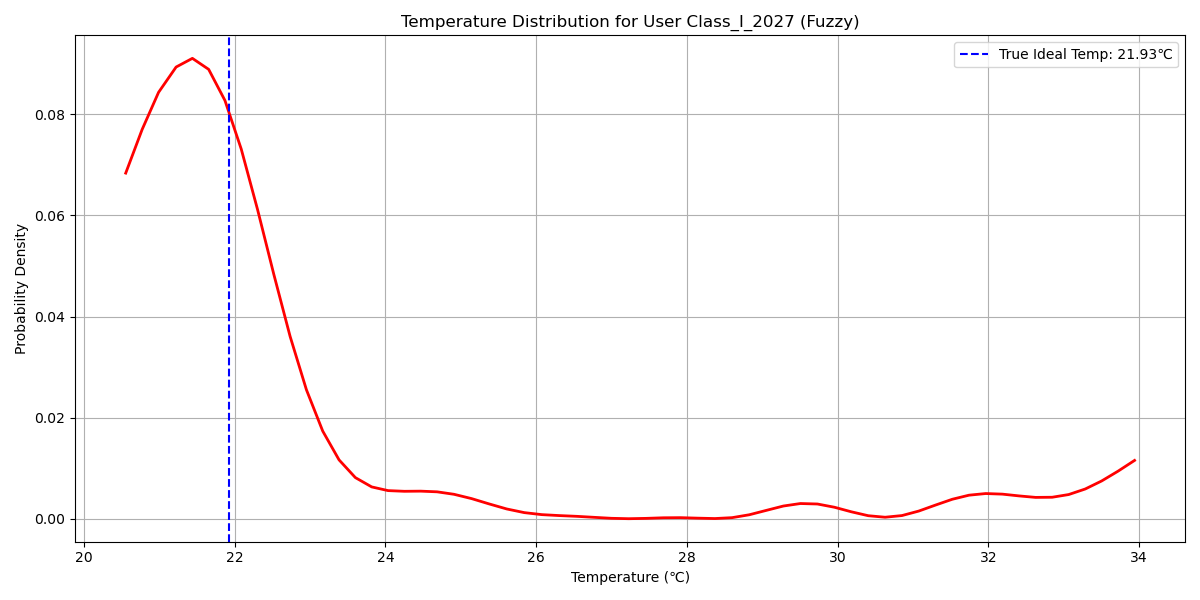 Temperature Distribution for User Class_I_2027 (Fuzzy)
True Ideal Temp: 21.93℃
Probability Density
0.08
0.06
0.04
0.02
0.00
20 22 24 26 28 30 32 34
Temperature (℃)